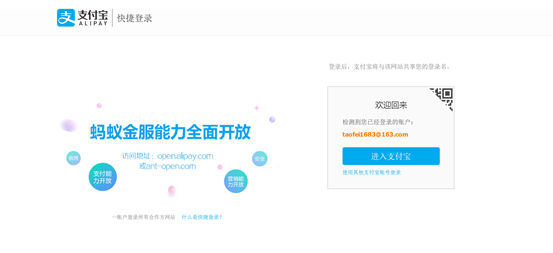 支付宝
ALIPAY
快捷登录
登录后，支付宝将与该网站共享您的登录名。
欢迎回来
检测到您已经登录的账户：
taofei1683@163.com
进入支付宝
使用其他支付宝账号登录
蚂蚁金服能力全面开放
访问地址：open.alipay.com
或ant-open.com
支付能
力开放
营销能
力开放
一账户登录所有合作方网站
什么是快捷登录？